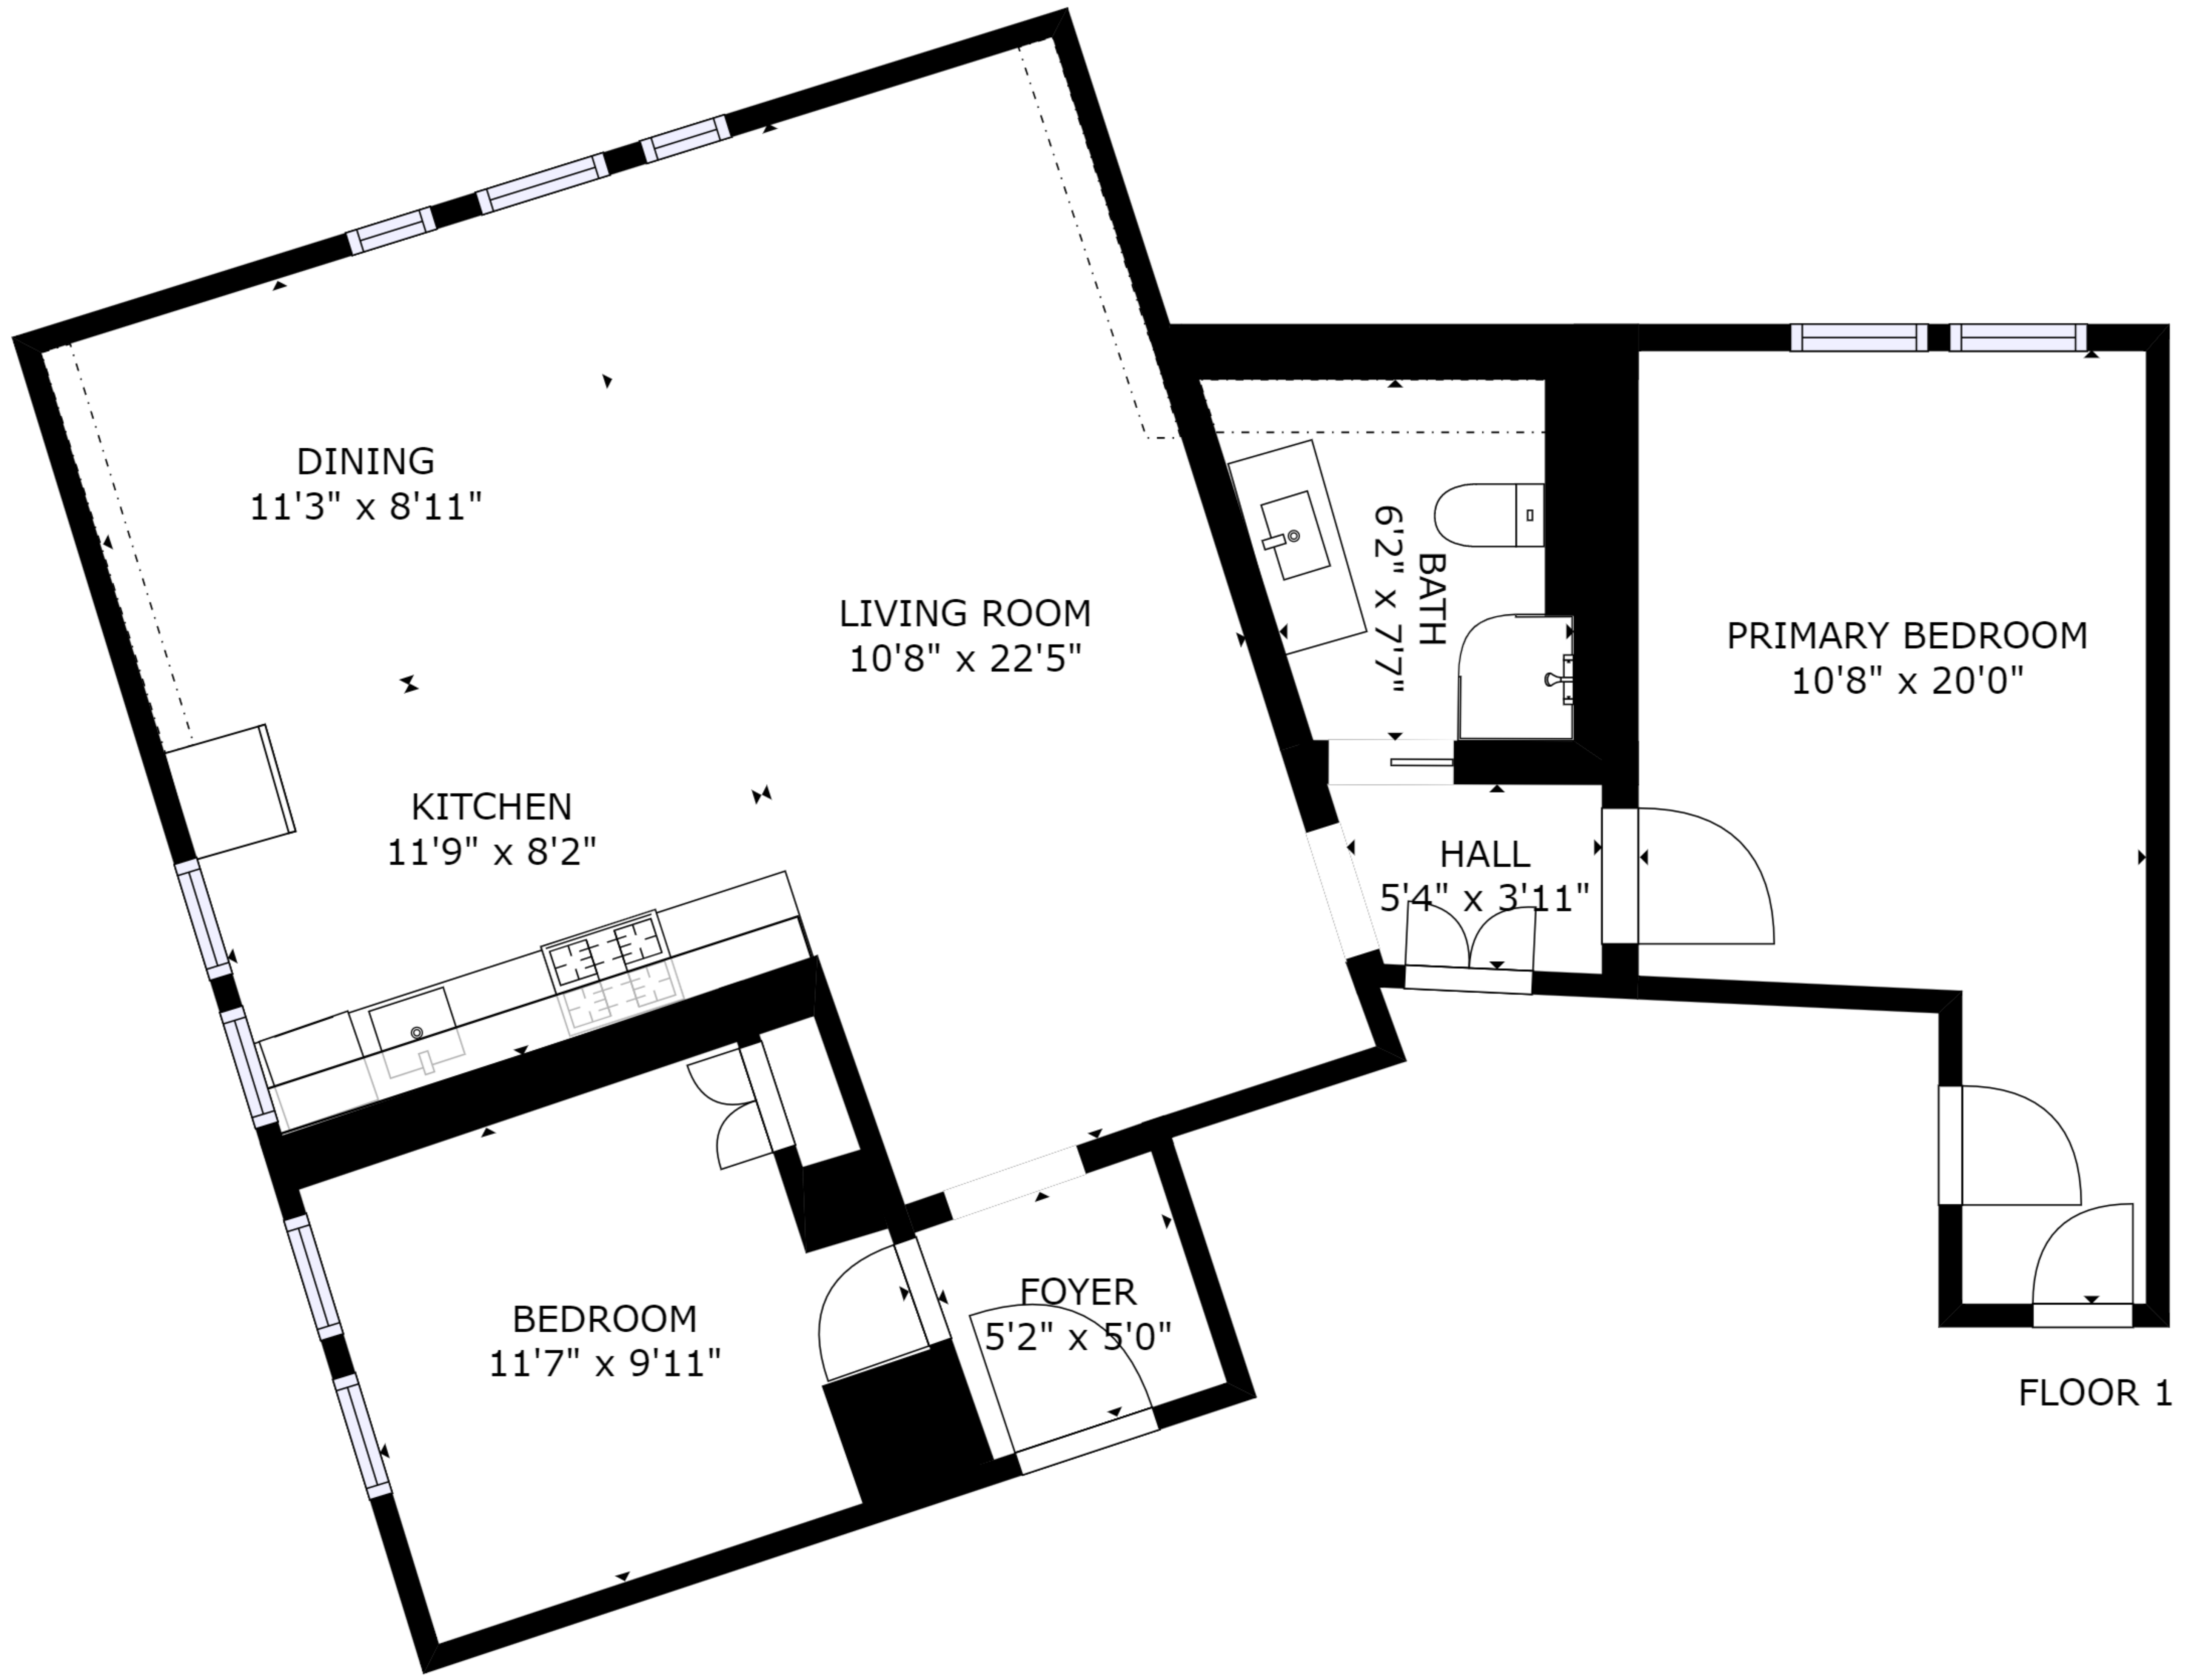 DINING
11'3" x 8'11"
LIVING ROOM
10'8" x 22'5"
KITCHEN
11'9" x 8'2"
BATH
6'2" x 7'7"
PRIMARY BEDROOM
10'8" x 20'0"
HALL
5'4" x 3'11"
BEDROOM
11'7" x 9'11"
FOYER
5'2" x 5'0"
FLOOR 1